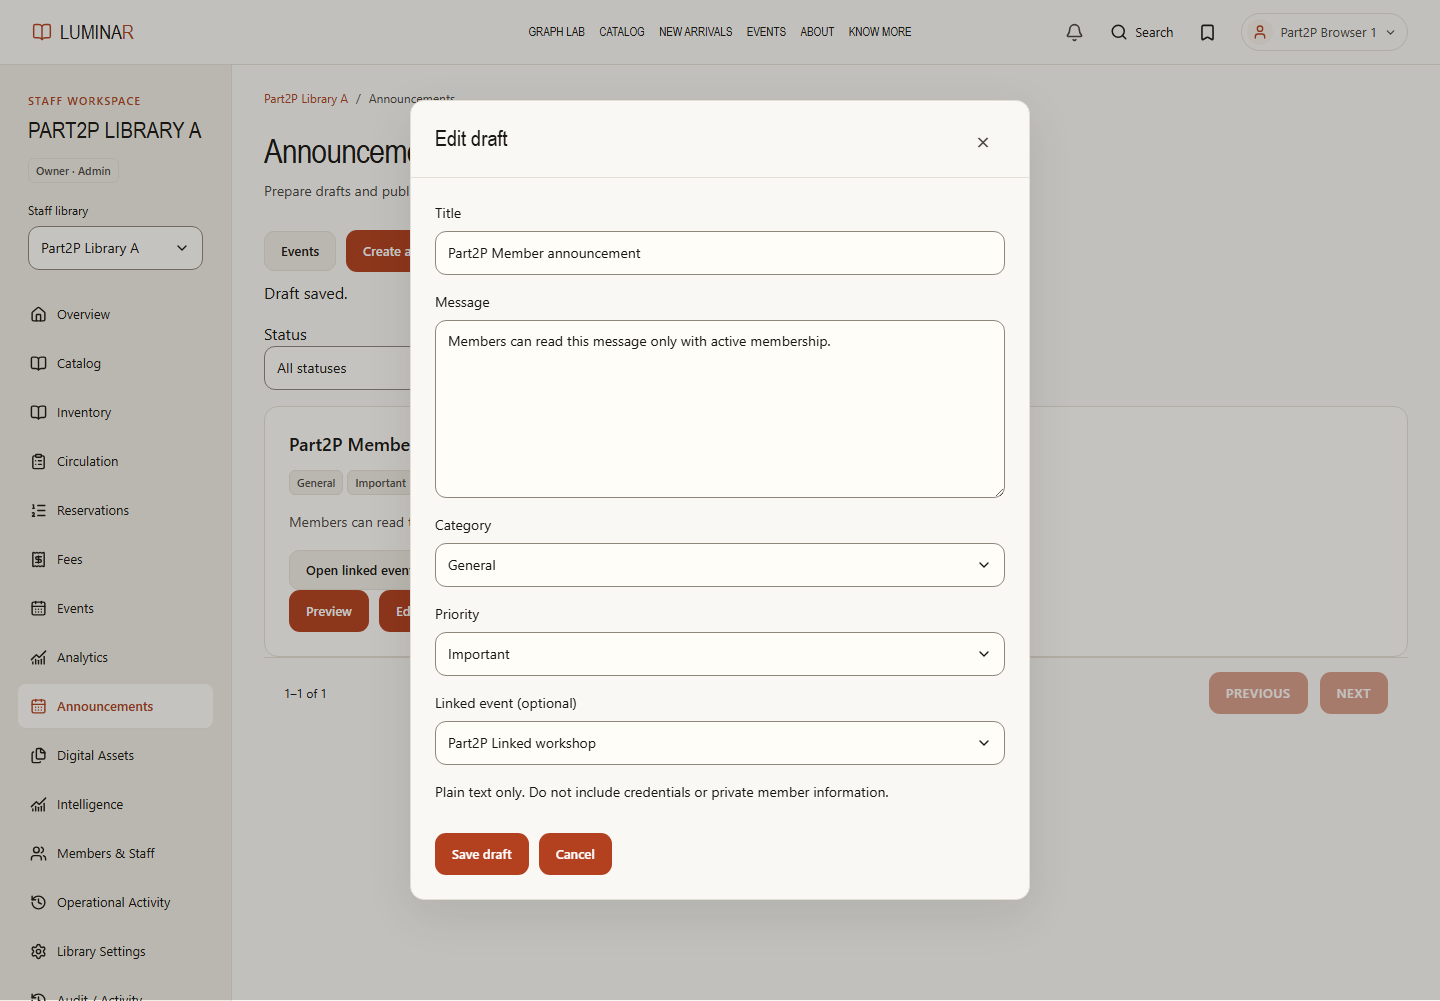 LUMINAR
GRAPH LAB
CATALOG
NEW ARRIVALS
EVENTS
ABOUT
KNOW MORE
Search
Part2P Browser 1
STAFF WORKSPACE
PART2P LIBRARY A
Owner · Admin
Staff library
Part2P Library A
Overview
Catalog
Inventory
Circulation
Reservations
Fees
Events
Analytics
Announcements
Digital Assets
Intelligence
Members & Staff
Operational Activity
Library Settings
Audit / Activity
Part2P Library A / Announcements
Announceme
Prepare drafts and publ
Events
Create a
Draft saved.
Status
All statuses
Part2P Membe
General
Important
Members can read
Open linked even
Preview
Ed
1–1 of 1
PREVIOUS
NEXT
Edit draft
Title
Part2P Member announcement
Message
Members can read this message only with active membership.
Category
General
Priority
Important
Linked event (optional)
Part2P Linked workshop
Plain text only. Do not include credentials or private member information.
Save draft
Cancel